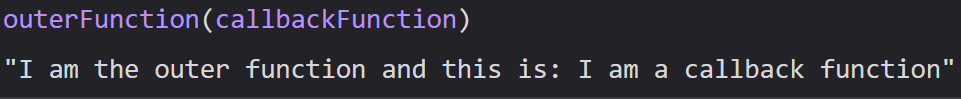 outerFunction(callbackFunction)
"I am the outer function and this is: I am a callback function"